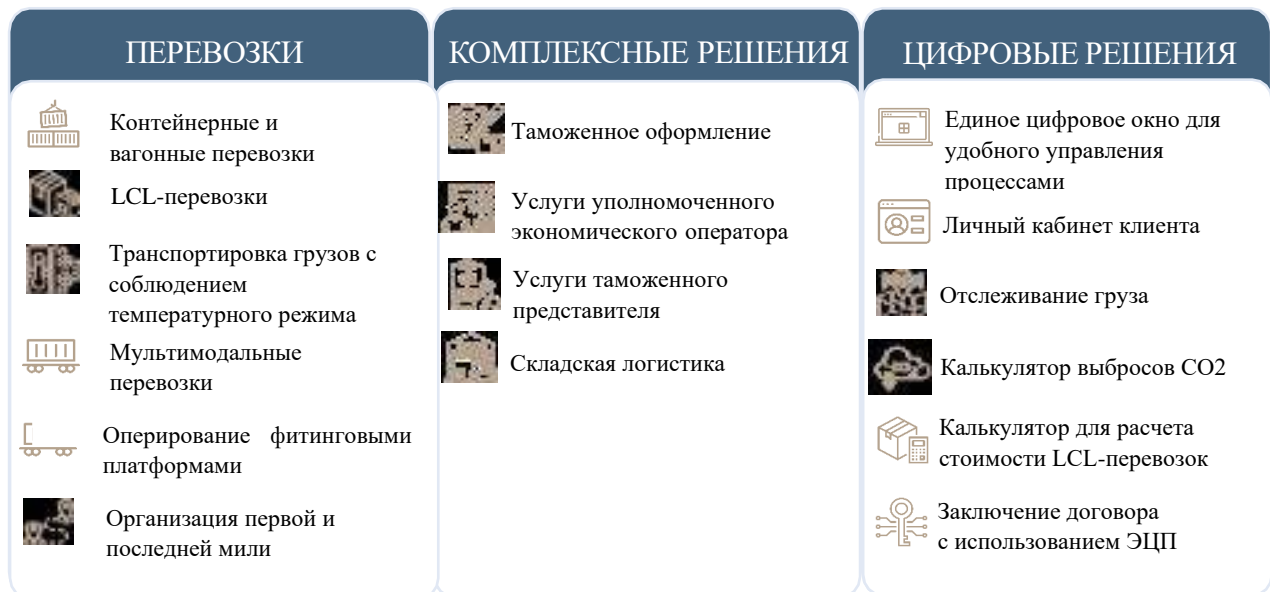 ПЕРЕВОЗКИ
Контейнерные и
вагонные перевозки
LCL-перевозки
Транспортировка грузов с
соблюдением
температурного режима
Мультимодальные
перевозки
Оперирование фитинговыми
платформами
Организация первой и
последней мили
КОМПЛЕКСНЫЕ РЕШЕНИЯ
Таможенное оформление
Услуги уполномоченного
экономического оператора
Услуги таможенного
представителя
Складская логистика
ЦИФРОВЫЕ РЕШЕНИЯ
Единое цифровое окно для
удобного управления
процессами
Личный кабинет клиента
Отслеживание груза
Калькулятор выбросов СО2
Калькулятор для расчета
стоимости LCL-перевозок
Заключение договора
с использованием ЭЦП